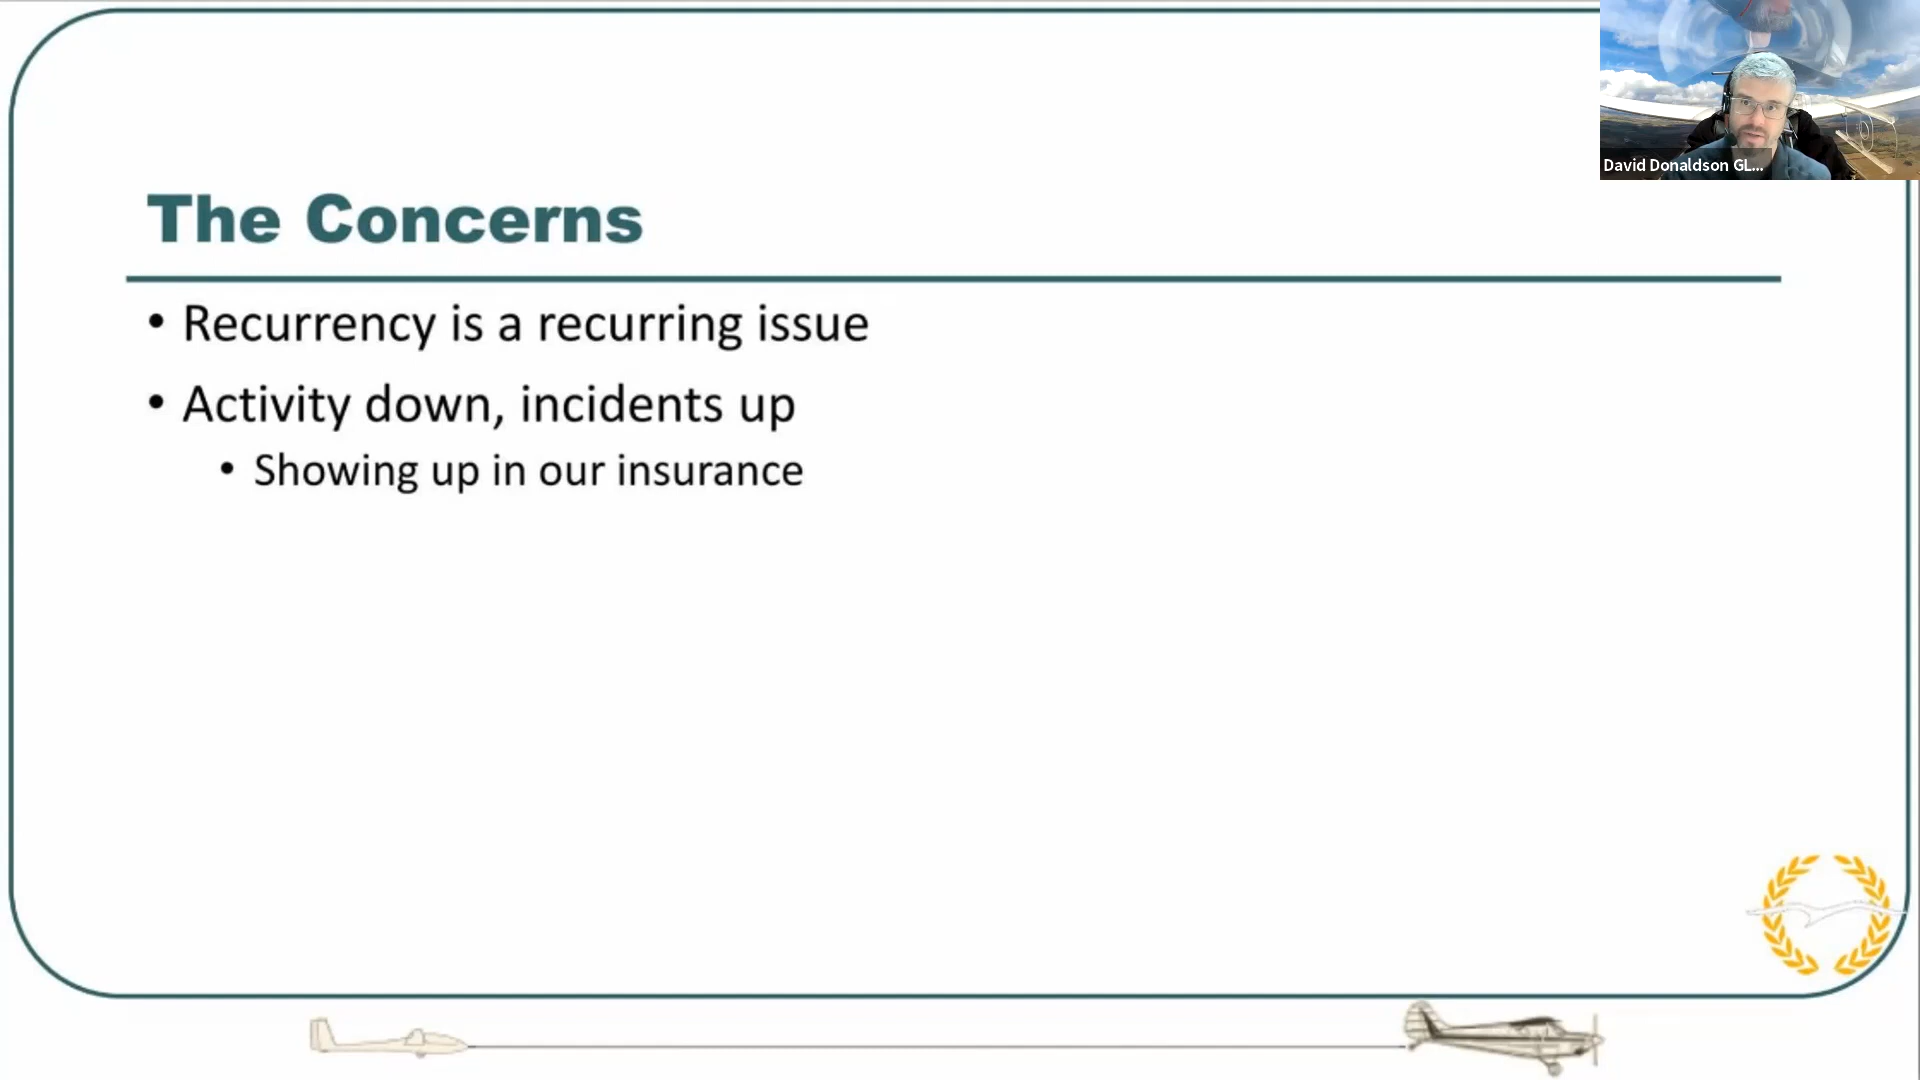 David Donaldson GL...
The Concerns
• Recurrency is a recurring issue
• Activity down, incidents up
• Showing up in our insurance